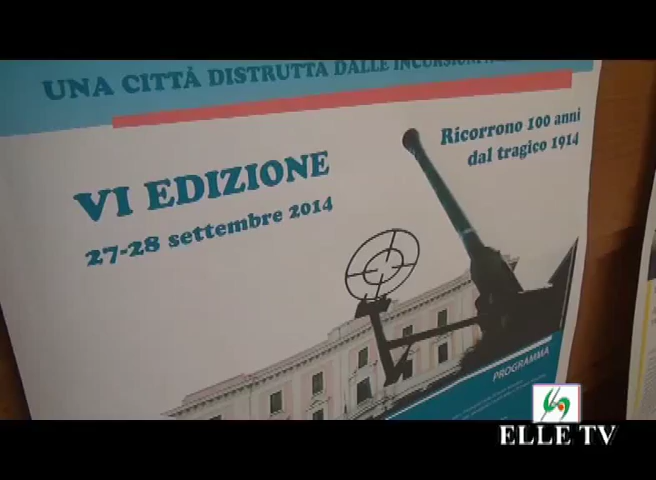 UNA CITTÀ DISTRUTTA DALLE INCURSIONI
Ricorrono 100 anni
dal tragico 1914
VI EDIZIONE
27-28 settembre 2014
PROGRAMMA
ELLE TV